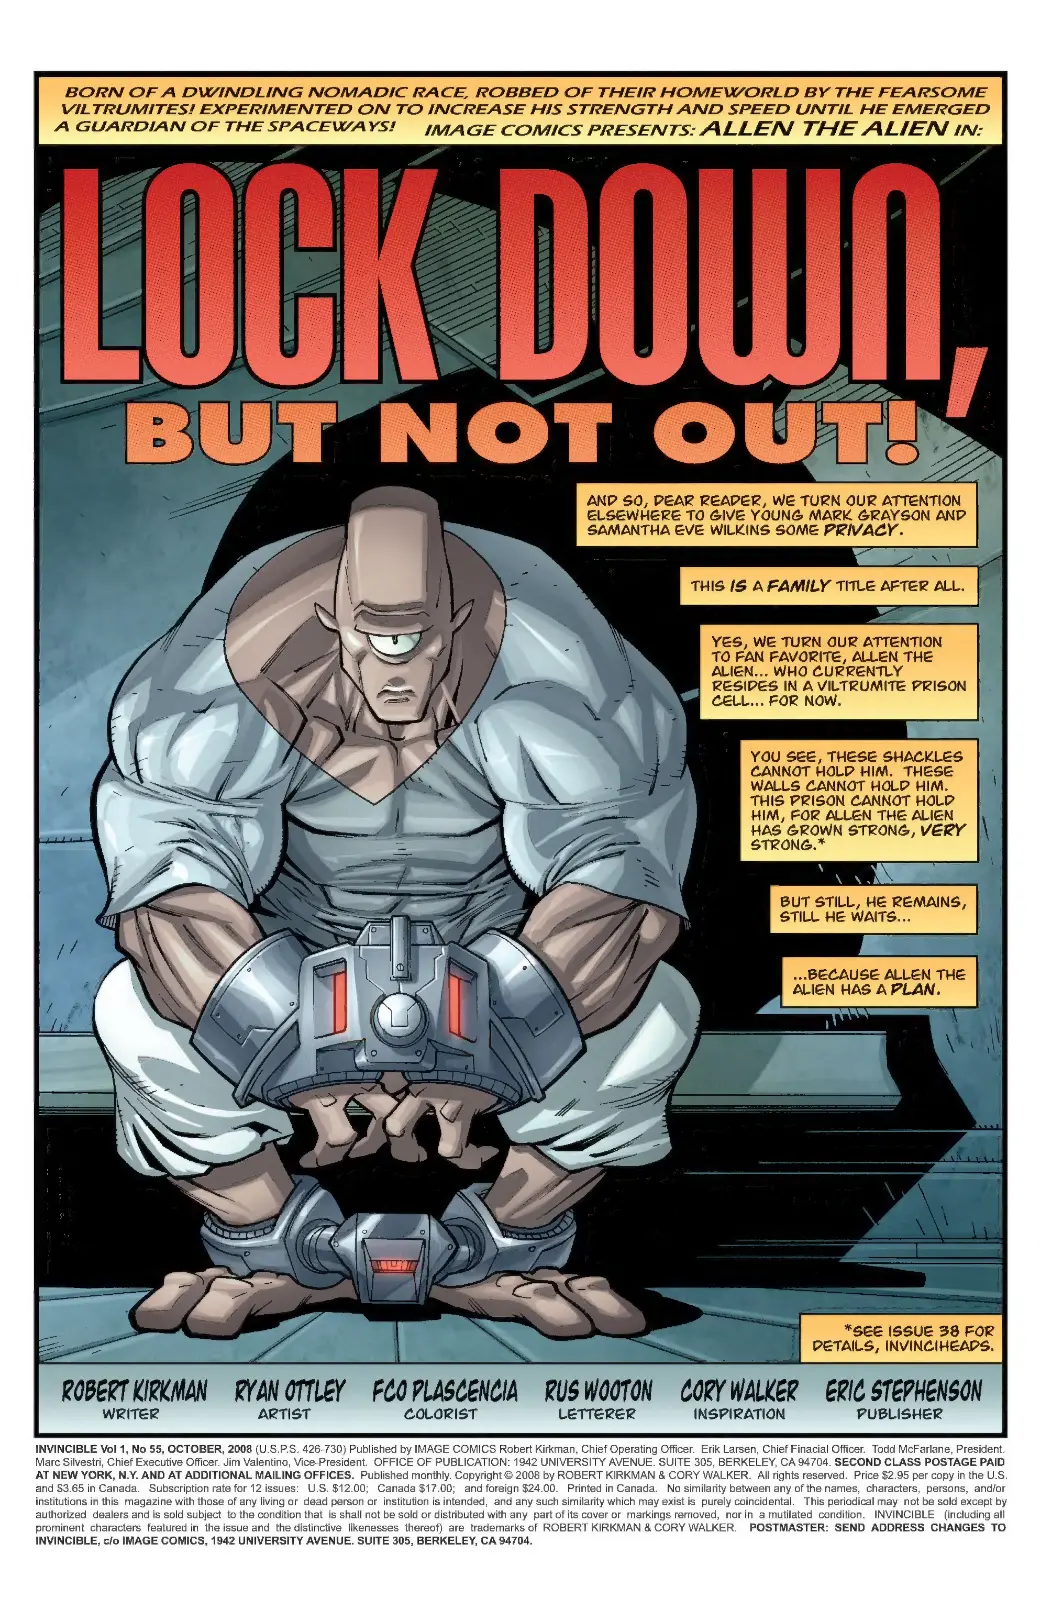 BORN OF A DWINDLING NOMADIC RACE, ROBBED OF THEIR HOMEWORLD BY THE FEARSOME
VILTRUMITES! EXPERIMENTED ON TO INCREASE HIS STRENGTH AND SPEED UNTIL HE EMERGED
A GUARDIAN OF THE SPACEWAYS! IMAGE COMICS PRESENTS: ALLEN THE ALIEN IN:
LOCK DOWN,
BUT NOT OUT!
AND SO, DEAR READER, WE TURN OUR ATTENTION
ELSEWHERE TO GIVE YOUNG MARK GRAYSON AND
SAMANTHA EVE WILKINS SOME PRIVACY.
THIS IS A FAMILY TITLE AFTER ALL.
YES, WE TURN OUR ATTENTION
TO FAN FAVORITE, ALLEN THE
ALIEN... WHO CURRENTLY
RESIDES IN A VILTRUMITE PRISON
CELL... FOR NOW.
YOU SEE, THESE SHACKLES
CANNOT HOLD HIM. THESE
WALLS CANNOT HOLD HIM.
THIS PRISON CANNOT HOLD
HIM, FOR ALLEN THE ALIEN
HAS GROWN STRONG, VERY
STRONG.*
BUT STILL, HE REMAINS,
STILL HE WAITS...
...BECAUSE ALLEN THE
ALIEN HAS A PLAN.
*SEE ISSUE 38 FOR
DETAILS, INVINCIHEADS.
ROBERT KIRKMAN RYAN OTTLEY FCO PLASCENCIA RUS WOOTON CORY WALKER ERIC STEPHENSON
WRITER ARTIST COLORIST LETTERER INSPIRATION PUBLISHER
INVINCIBLE Vol 1, No 55, OCTOBER, 2008 (U.S.P.S. 426-730) Published by IMAGE COMICS Robert Kirkman, Chief Operating Officer. Erik Larsen, Chief Finacial Officer. Todd McFarlane, President.
Marc Silvestri, Chief Executive Officer. Jim Valentino, Vice-President. OFFICE OF PUBLICATION: 1942 UNIVERSITY AVENUE. SUITE 305, BERKELEY, CA 94704. SECOND CLASS POSTAGE PAID
AT NEW YORK, N.Y. AND AT ADDITIONAL MAILING OFFICES. Published monthly. Copyright © 2008 by ROBERT KIRKMAN & CORY WALKER. All rights reserved. Price $2.95 per copy in the U.S.
and $3.65 in Canada. Subscription rate for 12 issues: U.S. $12.00; Canada $17.00; and foreign $24.00. Printed in Canada. No similarity between any of the names, characters, persons, and/or
institutions in this magazine with those of any living or dead person or institution is intended, and any such similarity which may exist is purely coincidental. This periodical may not be sold except by
authorized dealers and is sold subject to the condition that is shall not be sold or distributed with any part of its cover or markings removed, nor in a mutilated condition. INVINCIBLE (including all
prominent characters featured in the issue and the distinctive likenesses thereof) are trademarks of ROBERT KIRKMAN & CORY WALKER. POSTMASTER: SEND ADDRESS CHANGES TO
INVINCIBLE, c/o IMAGE COMICS, 1942 UNIVERSITY AVENUE. SUITE 305, BERKELEY, CA 94704.